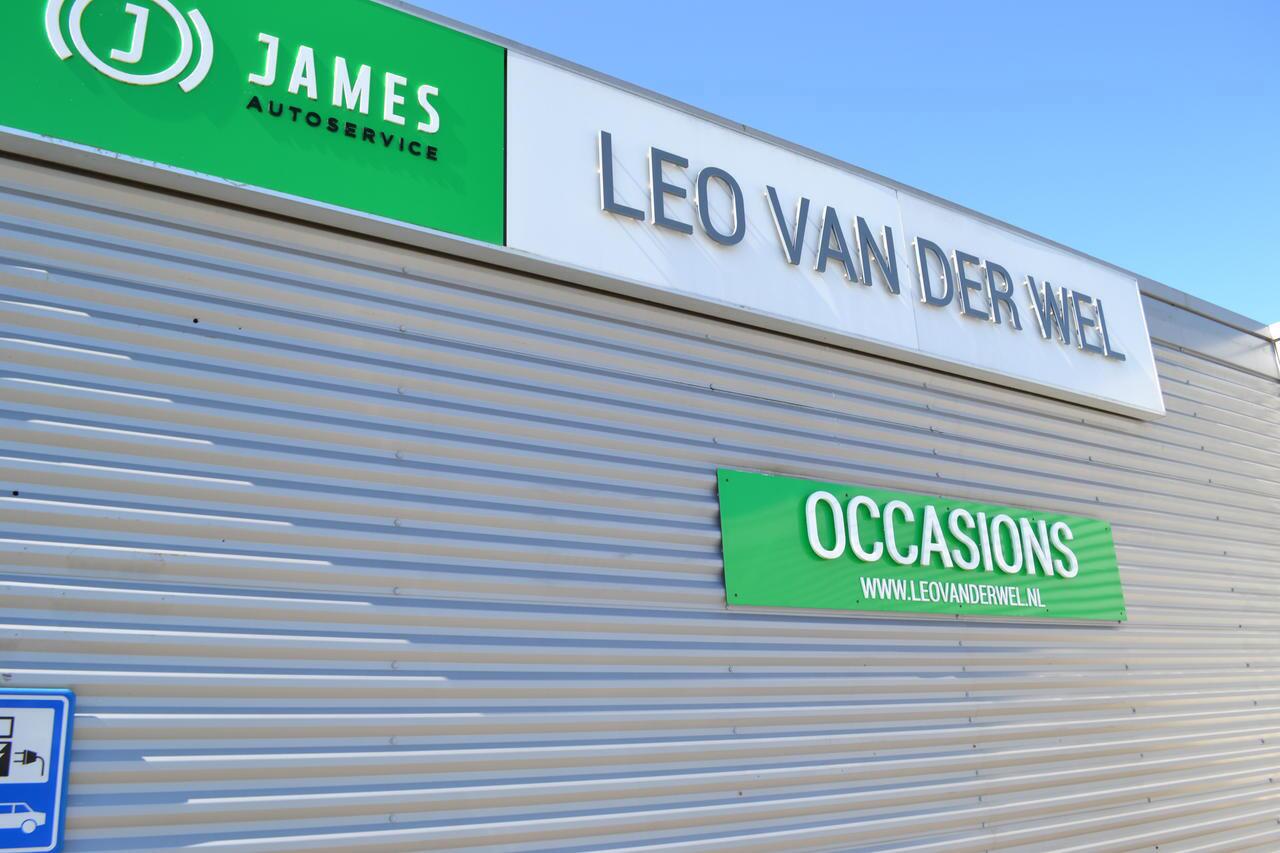 J
JAMES
AUTOSERVICE
LEO VAN DER WEL
OCCASIONS
WWW.LEOVANDERWEL.NL